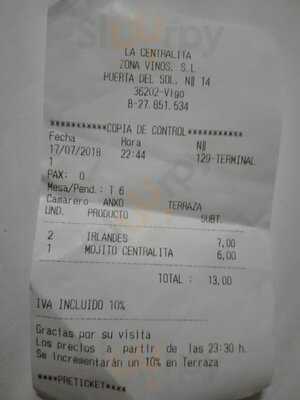 LA CENTRALITA
ZONA VINOS, S.L
PUERTA DEL SOL, Nº 14
36202-Vigo
B-27.851.534
***********COPIA DE CONTROL***********
Fecha Hora Nº
17/07/2018 22:44 129-TERMINAL
1
PAX: 0
Mesa/Pend.: T 6
Camarero ANXO TERRAZA
UND. PRODUCTO SUBT.
2 IRLANDES 7,00
1 MOJITO CENTRALITA 6,00
TOTAL : 13,00
IVA INCLUIDO 10%
Gracias por su visita
Los precios a partir de las 23:30 h.
Se incrementarán un 10% en Terraza
****PRETICKET****